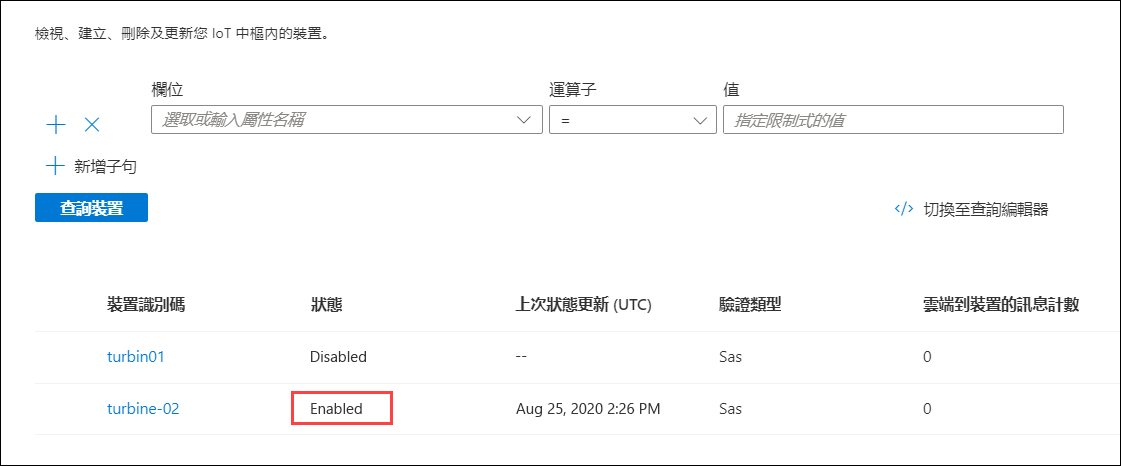 檢視、建立、刪除及更新您 IoT 中樞內的裝置。
欄位 運算子 值
選取或輸入屬性名稱 = 指定限制式的值
新增子句
查詢裝置 </> 切換至查詢編輯器
裝置識別碼 狀態 上次狀態更新 (UTC) 驗證類型 雲端到裝置的訊息計數
turbin01 Disabled -- Sas 0
turbine-02 Enabled Aug 25, 2020 2:26 PM Sas 0